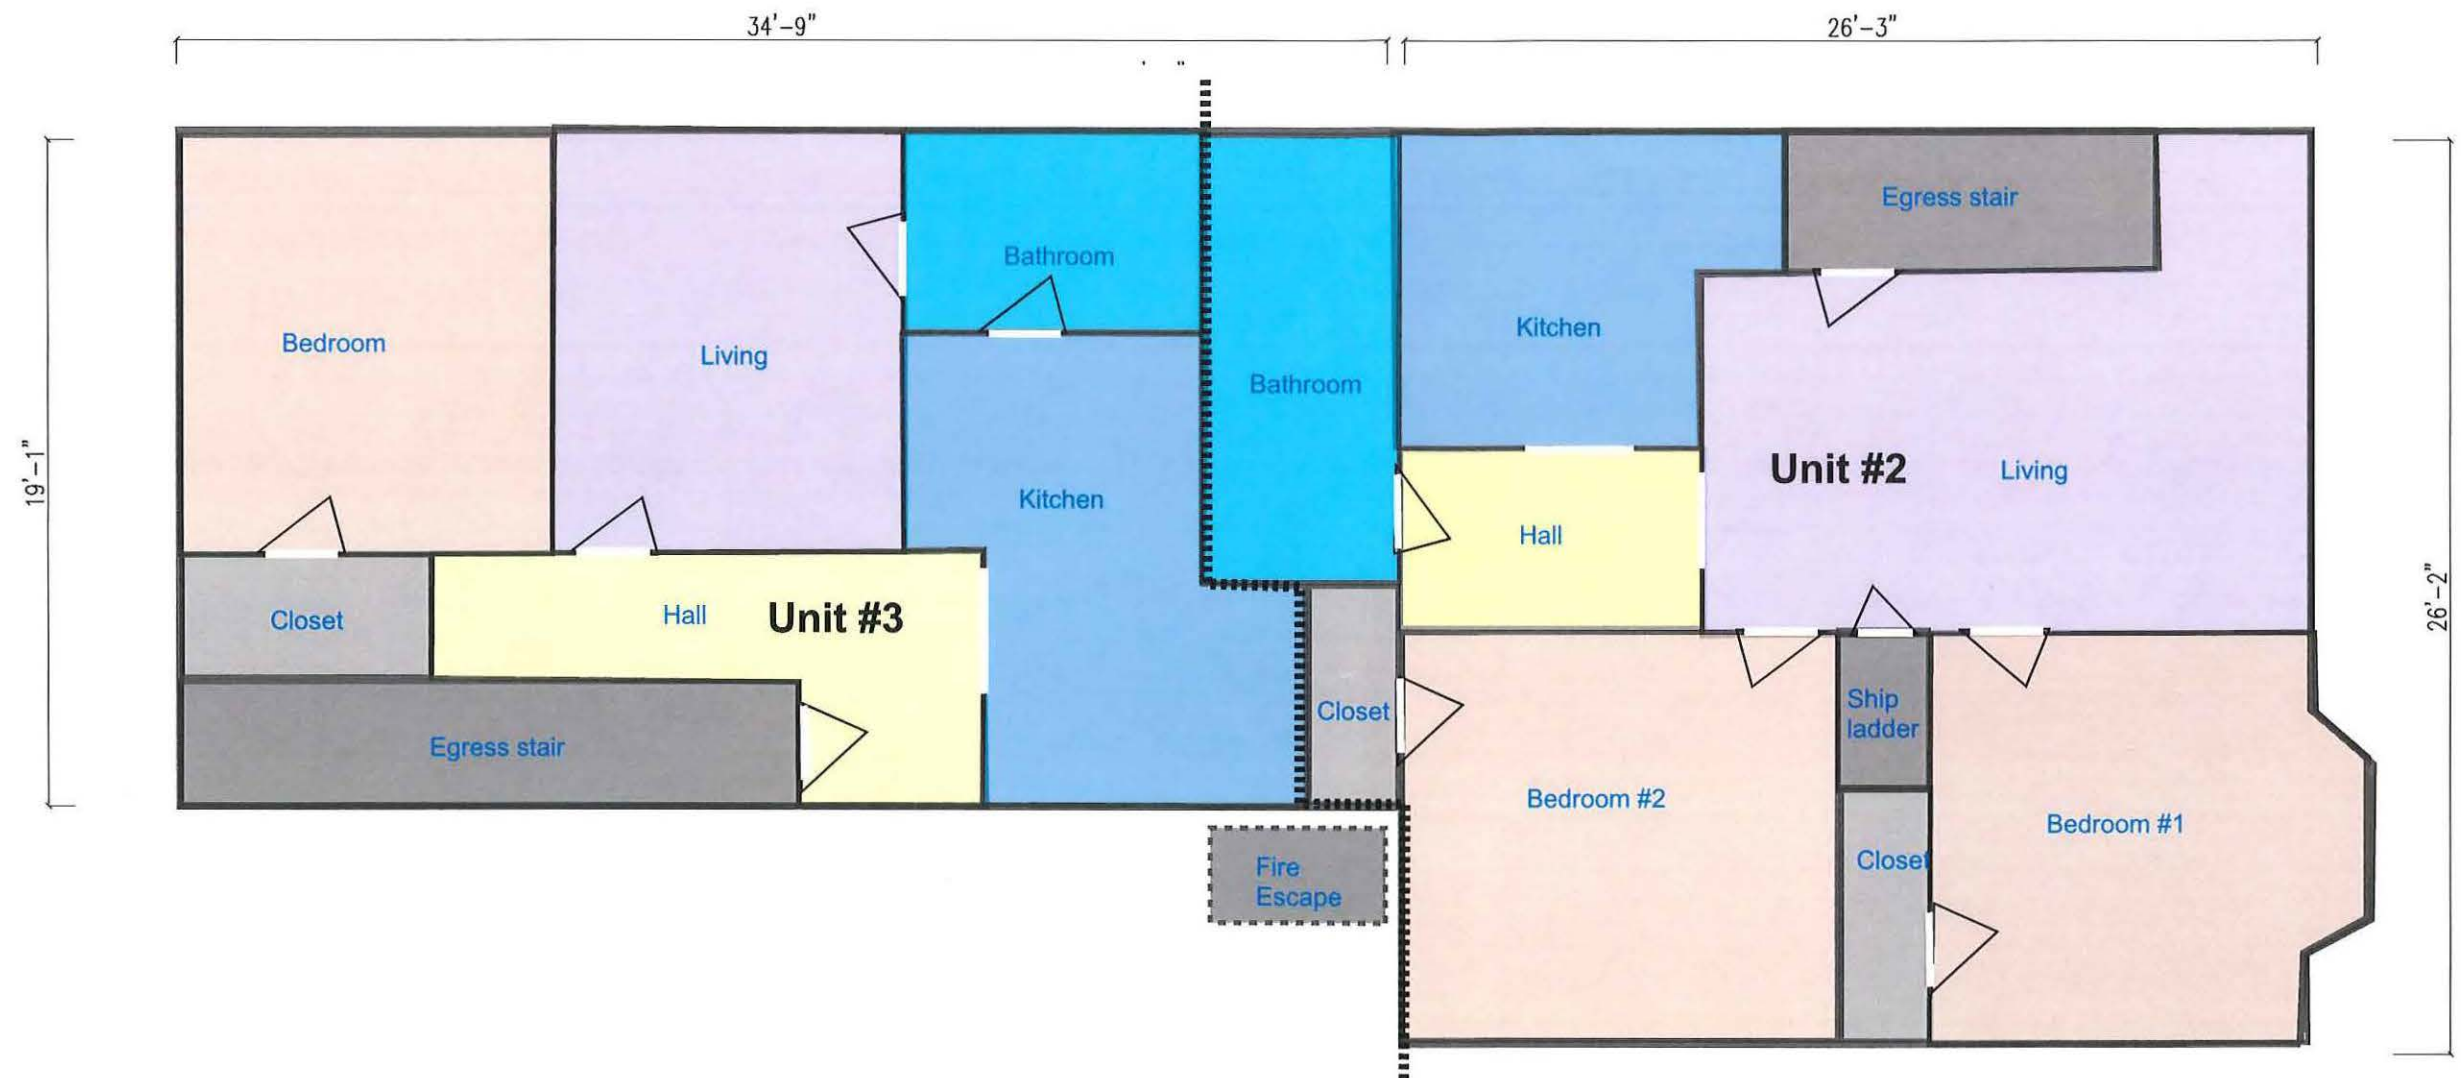 34'-9"
26'-3"
19'-1"
26'-2"
Bedroom
Living
Bathroom
Kitchen
Closet
Hall
Unit #3
Egress stair
Bathroom
Closet
Fire
Escape
Kitchen
Egress stair
Hall
Unit #2
Living
Bedroom #2
Ship
ladder
Closet
Bedroom #1